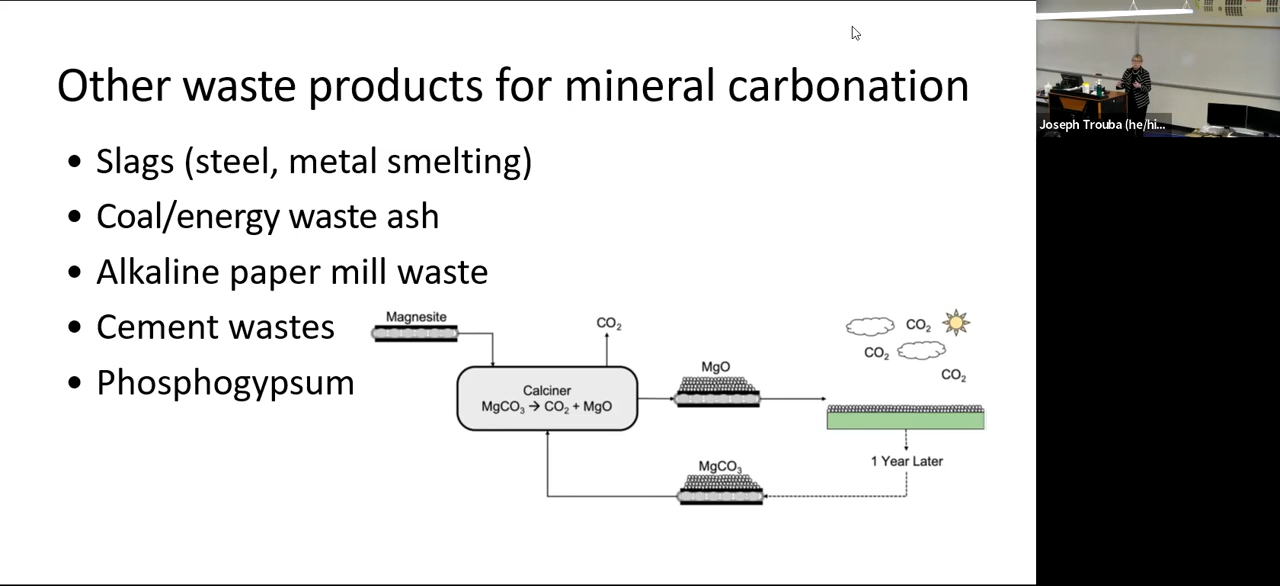 Other waste products for mineral carbonation
• Slags (steel, metal smelting)
• Coal/energy waste ash
• Alkaline paper mill waste
• Cement wastes
• Phosphogypsum
Magnesite
CO₂
Calciner
MgCO₃ → CO₂ + MgO
MgO
CO₂
CO₂
CO₂
1 Year Later
MgCO₃
Joseph Trouba (he/hi...